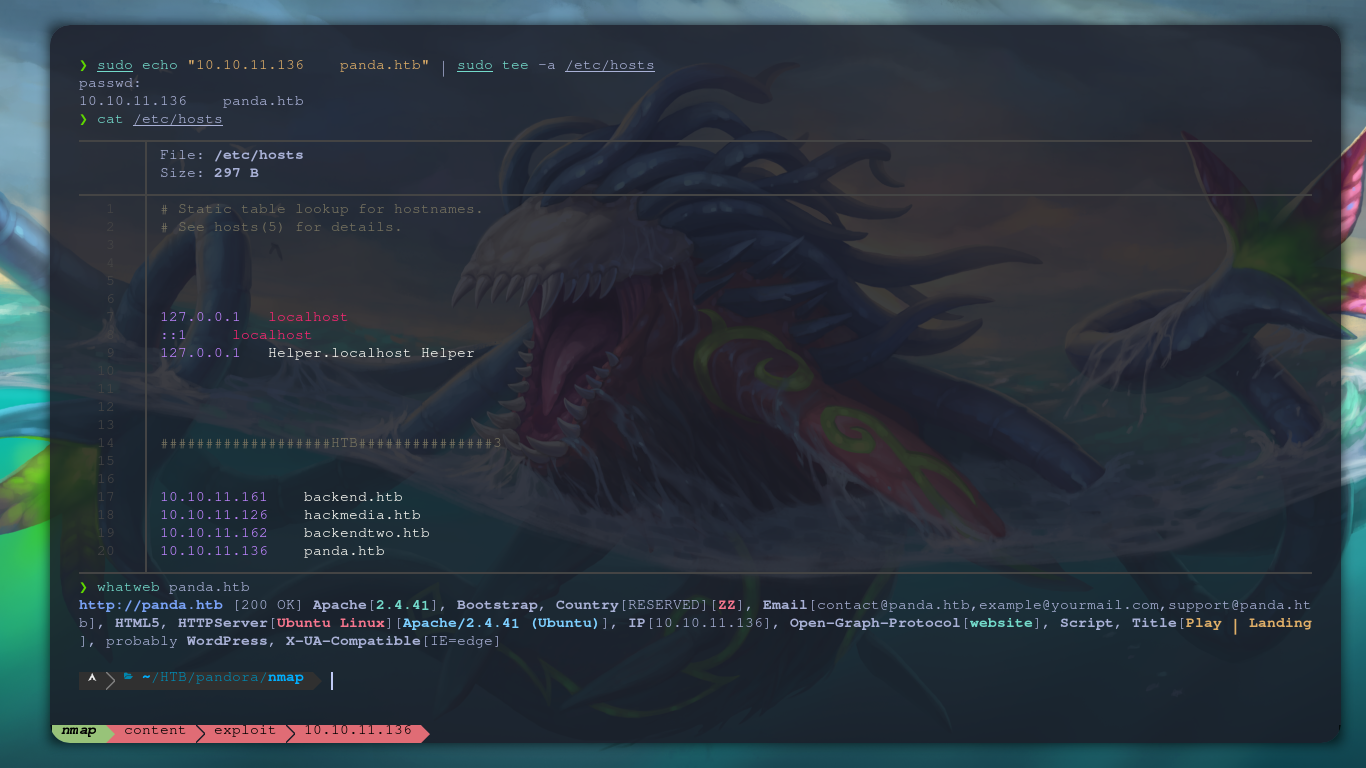 ❯ sudo echo "10.10.11.136    panda.htb" | sudo tee -a /etc/hosts
passwd:
10.10.11.136    panda.htb
❯ cat /etc/hosts
File: /etc/hosts
Size: 297 B
1 # Static table lookup for hostnames.
2 # See hosts(5) for details.
3
4
5
6
7 127.0.0.1   localhost
8 ::1     localhost
9 127.0.0.1   Helper.localhost Helper
10
11
12
13
14 ###################HTB###############3
15
16
17 10.10.11.161    backend.htb
18 10.10.11.126    hackmedia.htb
19 10.10.11.162    backendtwo.htb
20 10.10.11.136    panda.htb
❯ whatweb panda.htb
http://panda.htb [200 OK] Apache[2.4.41], Bootstrap, Country[RESERVED][ZZ], Email[contact@panda.htb,example@yourmail.com,support@panda.ht
b], HTML5, HTTPServer[Ubuntu Linux][Apache/2.4.41 (Ubuntu)], IP[10.10.11.136], Open-Graph-Protocol[website], Script, Title[Play | Landing
], probably WordPress, X-UA-Compatible[IE=edge]
~/HTB/pandora/nmap
nmap content exploit 10.10.11.136